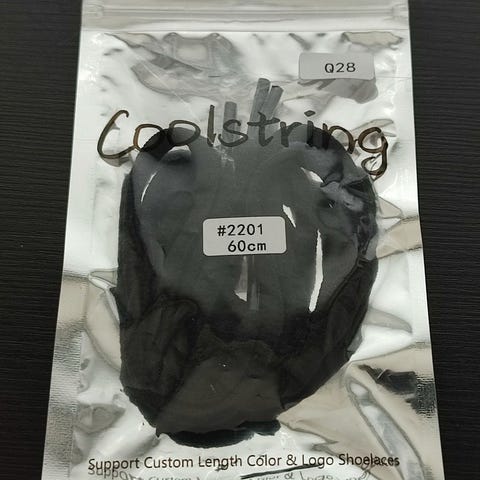 Q28
Coolstring
#2201
60cm
Support Custom Length Color & Logo Shoelaces